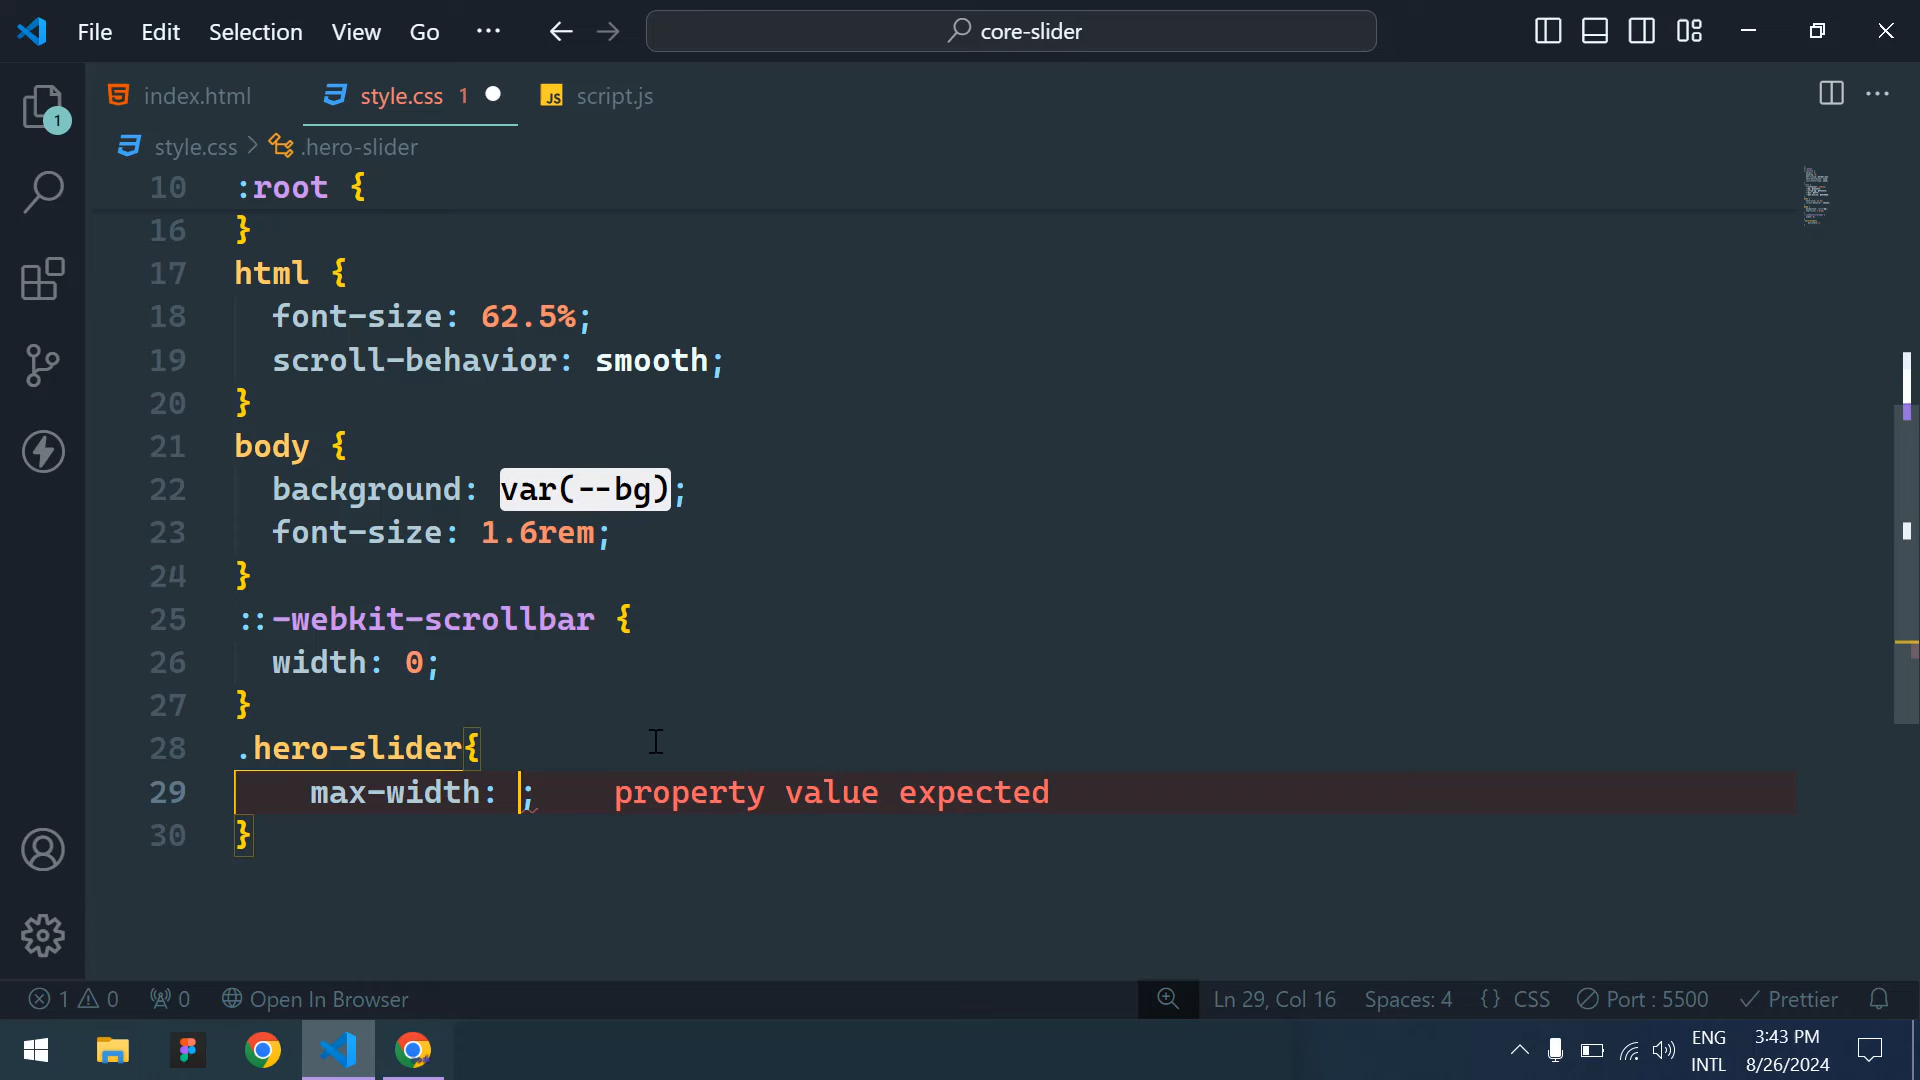 File Edit Selection View Go ··· core-slider
index.html style.css 1 JS script.js
style.css > .hero-slider
10 :root {
16 }
17 html {
18 font-size: 62.5%;
19 scroll-behavior: smooth;
20 }
21 body {
22 background: var(--bg);
23 font-size: 1.6rem;
24 }
25 ::-webkit-scrollbar {
26 width: 0;
27 }
28 .hero-slider{
29 max-width: ; property value expected
30 }
1
1 0 0 Open In Browser Ln 29, Col 16 Spaces: 4 {} CSS Port : 5500 Prettier
ENG 3:43 PM
INTL 8/26/2024